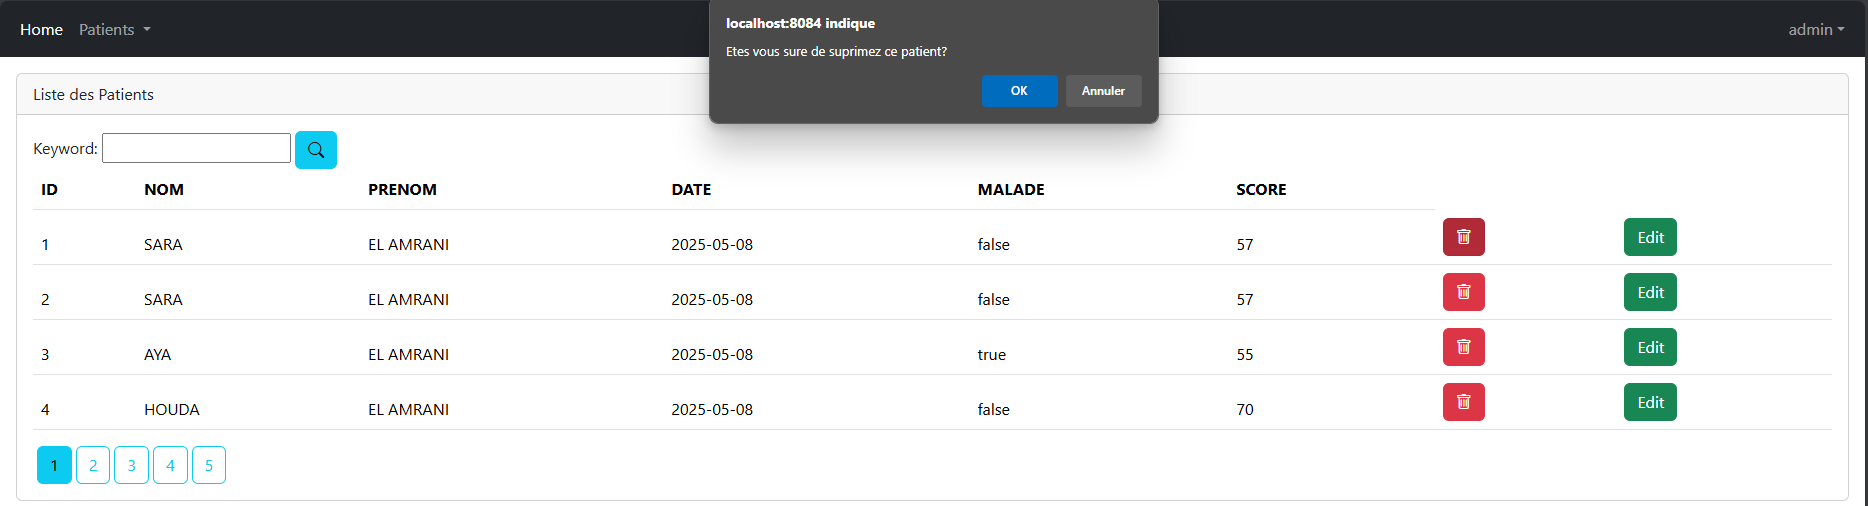 Home Patients admin
localhost:8084 indique
Etes vous sure de suprimez ce patient?
OK Annuler
Liste des Patients
Keyword:
ID NOM PRENOM DATE MALADE SCORE
1 SARA EL AMRANI 2025-05-08 false 57 Edit
2 SARA EL AMRANI 2025-05-08 false 57 Edit
3 AYA EL AMRANI 2025-05-08 true 55 Edit
4 HOUDA EL AMRANI 2025-05-08 false 70 Edit
1 2 3 4 5